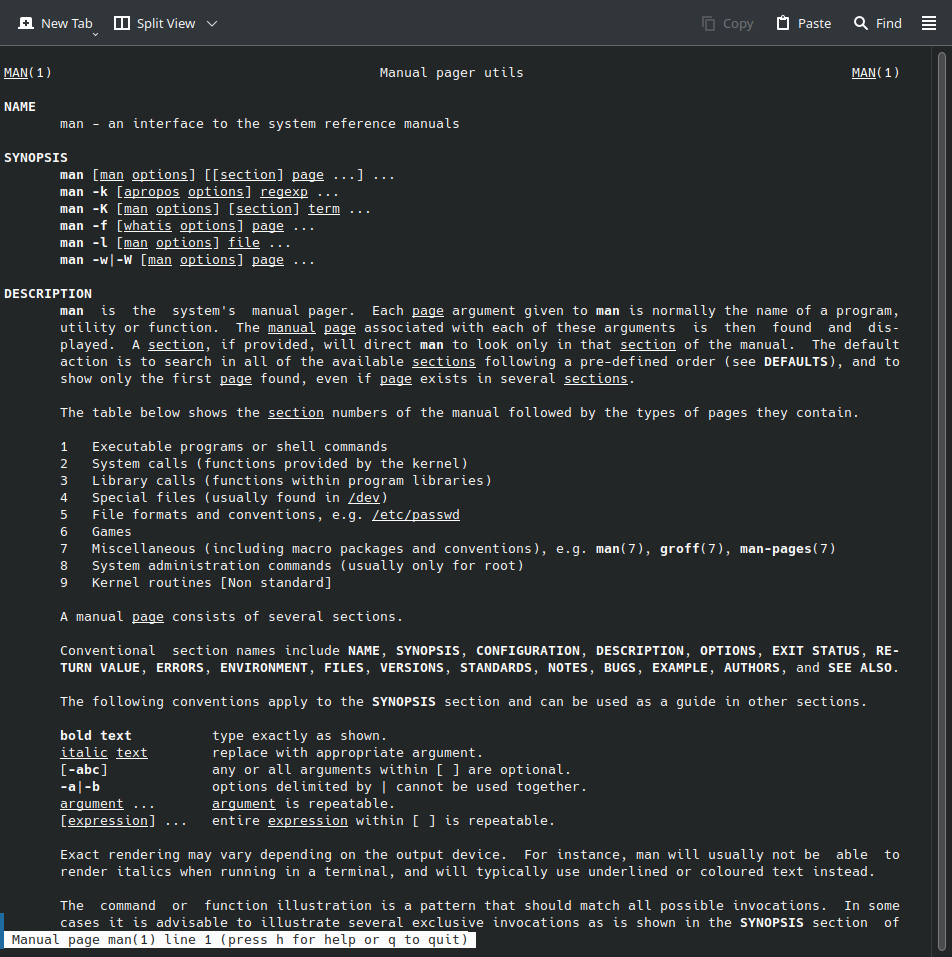 New Tab Split View Copy Paste Find
MAN(1) Manual pager utils MAN(1)
NAME
man - an interface to the system reference manuals
SYNOPSIS
man [man options] [[section] page ...] ...
man -k [apropos options] regexp ...
man -K [man options] [section] term ...
man -f [whatis options] page ...
man -l [man options] file ...
man -w|-W [man options] page ...
DESCRIPTION
man is the system's manual pager. Each page argument given to man is normally the name of a program,
utility or function. The manual page associated with each of these arguments is then found and dis-
played. A section, if provided, will direct man to look only in that section of the manual. The default
action is to search in all of the available sections following a pre-defined order (see DEFAULTS), and to
show only the first page found, even if page exists in several sections.
The table below shows the section numbers of the manual followed by the types of pages they contain.
1 Executable programs or shell commands
2 System calls (functions provided by the kernel)
3 Library calls (functions within program libraries)
4 Special files (usually found in /dev)
5 File formats and conventions, e.g. /etc/passwd
6 Games
7 Miscellaneous (including macro packages and conventions), e.g. man(7), groff(7), man-pages(7)
8 System administration commands (usually only for root)
9 Kernel routines [Non standard]
A manual page consists of several sections.
Conventional section names include NAME, SYNOPSIS, CONFIGURATION, DESCRIPTION, OPTIONS, EXIT STATUS, RE-
TURN VALUE, ERRORS, ENVIRONMENT, FILES, VERSIONS, STANDARDS, NOTES, BUGS, EXAMPLE, AUTHORS, and SEE ALSO.
The following conventions apply to the SYNOPSIS section and can be used as a guide in other sections.
bold text type exactly as shown.
italic text replace with appropriate argument.
[-abc] any or all arguments within [ ] are optional.
-a|-b options delimited by | cannot be used together.
argument ... argument is repeatable.
[expression] ... entire expression within [ ] is repeatable.
Exact rendering may vary depending on the output device. For instance, man will usually not be able to
render italics when running in a terminal, and will typically use underlined or coloured text instead.
The command or function illustration is a pattern that should match all possible invocations. In some
cases it is advisable to illustrate several exclusive invocations as is shown in the SYNOPSIS section of
Manual page man(1) line 1 (press h for help or q to quit)